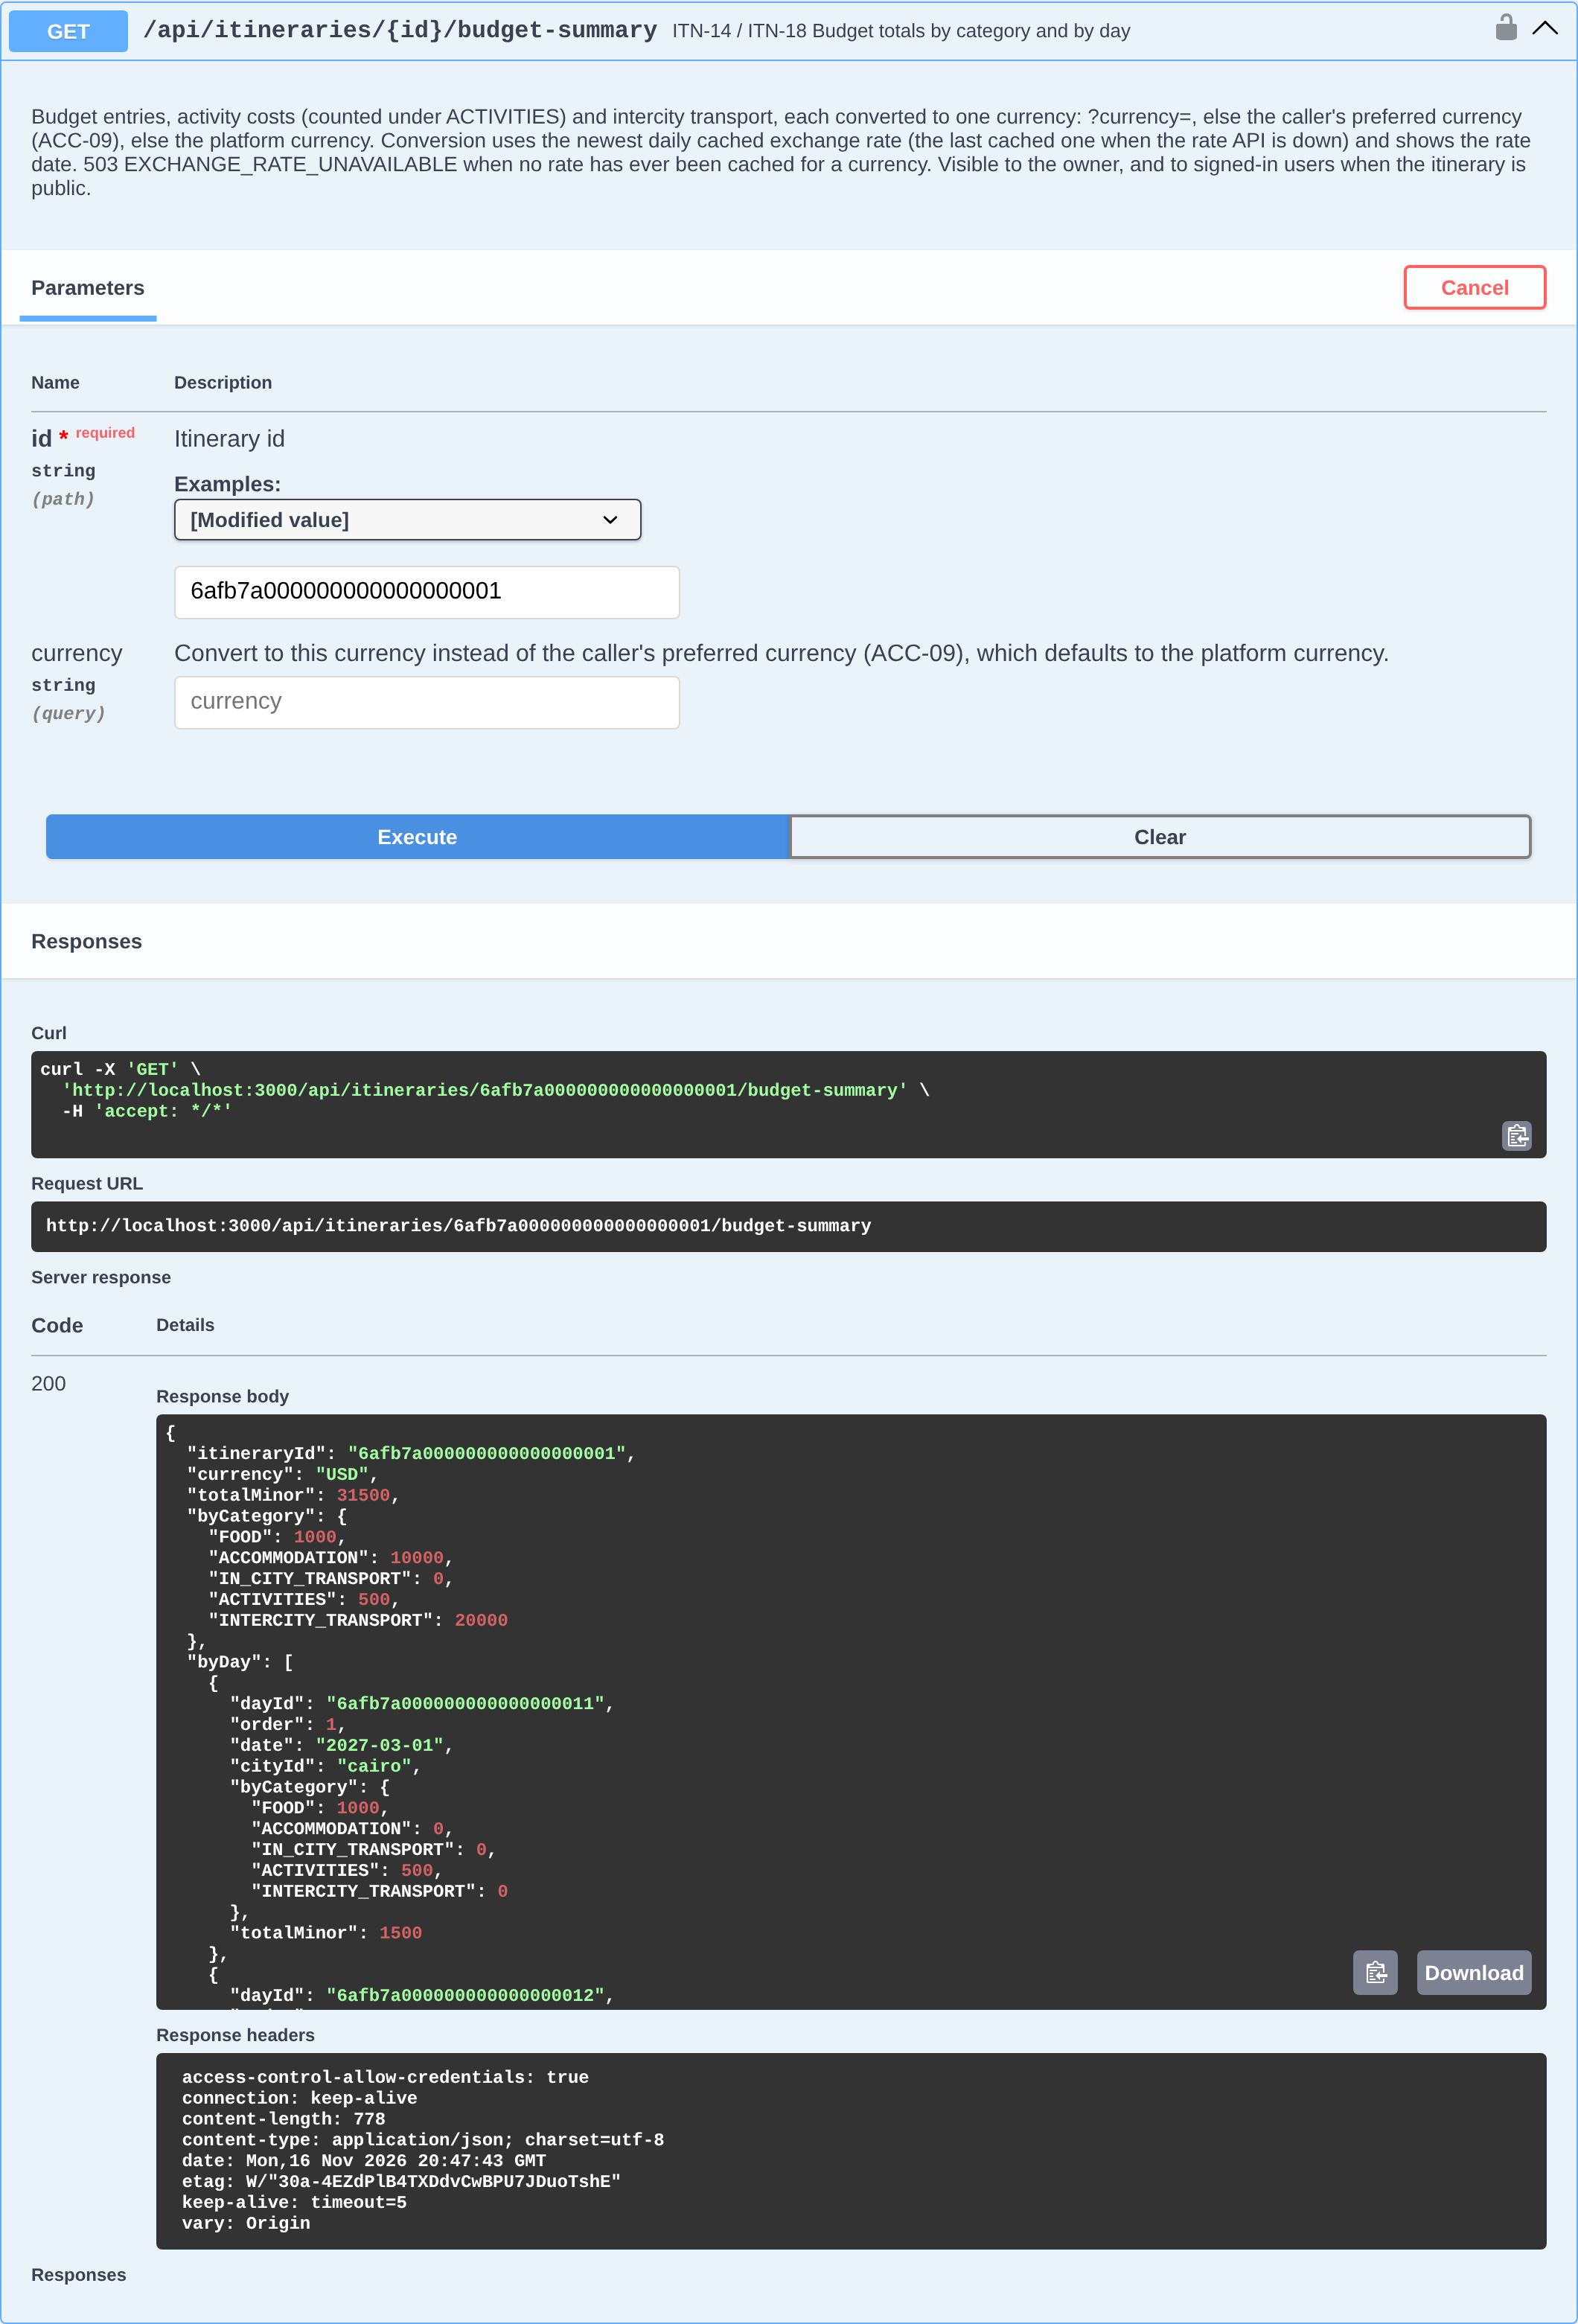 GET /api/itineraries/{id}/budget-summary ITN-14 / ITN-18 Budget totals by category and by day
Budget entries, activity costs (counted under ACTIVITIES) and intercity transport, each converted to one currency: ?currency=, else the caller's preferred currency
(ACC-09), else the platform currency. Conversion uses the newest daily cached exchange rate (the last cached one when the rate API is down) and shows the rate
date. 503 EXCHANGE_RATE_UNAVAILABLE when no rate has ever been cached for a currency. Visible to the owner, and to signed-in users when the itinerary is
public.
Parameters
Cancel
Name Description
id * required
string
(path)
Itinerary id
Examples:
[Modified value]
6afb7a000000000000000001
currency
string
(query)
Convert to this currency instead of the caller's preferred currency (ACC-09), which defaults to the platform currency.
currency
Execute
Clear
Responses
Curl
curl -X 'GET' \
  'http://localhost:3000/api/itineraries/6afb7a000000000000000001/budget-summary' \
  -H 'accept: */*'
Request URL
http://localhost:3000/api/itineraries/6afb7a000000000000000001/budget-summary
Server response
Code Details
200
Response body
{
  "itineraryId": "6afb7a000000000000000001",
  "currency": "USD",
  "totalMinor": 31500,
  "byCategory": {
    "FOOD": 1000,
    "ACCOMMODATION": 10000,
    "IN_CITY_TRANSPORT": 0,
    "ACTIVITIES": 500,
    "INTERCITY_TRANSPORT": 20000
  },
  "byDay": [
    {
      "dayId": "6afb7a000000000000000011",
      "order": 1,
      "date": "2027-03-01",
      "cityId": "cairo",
      "byCategory": {
        "FOOD": 1000,
        "ACCOMMODATION": 0,
        "IN_CITY_TRANSPORT": 0,
        "ACTIVITIES": 500,
        "INTERCITY_TRANSPORT": 0
      },
      "totalMinor": 1500
    },
    {
      "dayId": "6afb7a000000000000000012",
Download
Response headers
access-control-allow-credentials: true
connection: keep-alive
content-length: 778
content-type: application/json; charset=utf-8
date: Mon,16 Nov 2026 20:47:43 GMT
etag: W/"30a-4EZdPlB4TXDdvCwBPU7JDuoTshE"
keep-alive: timeout=5
vary: Origin
Responses